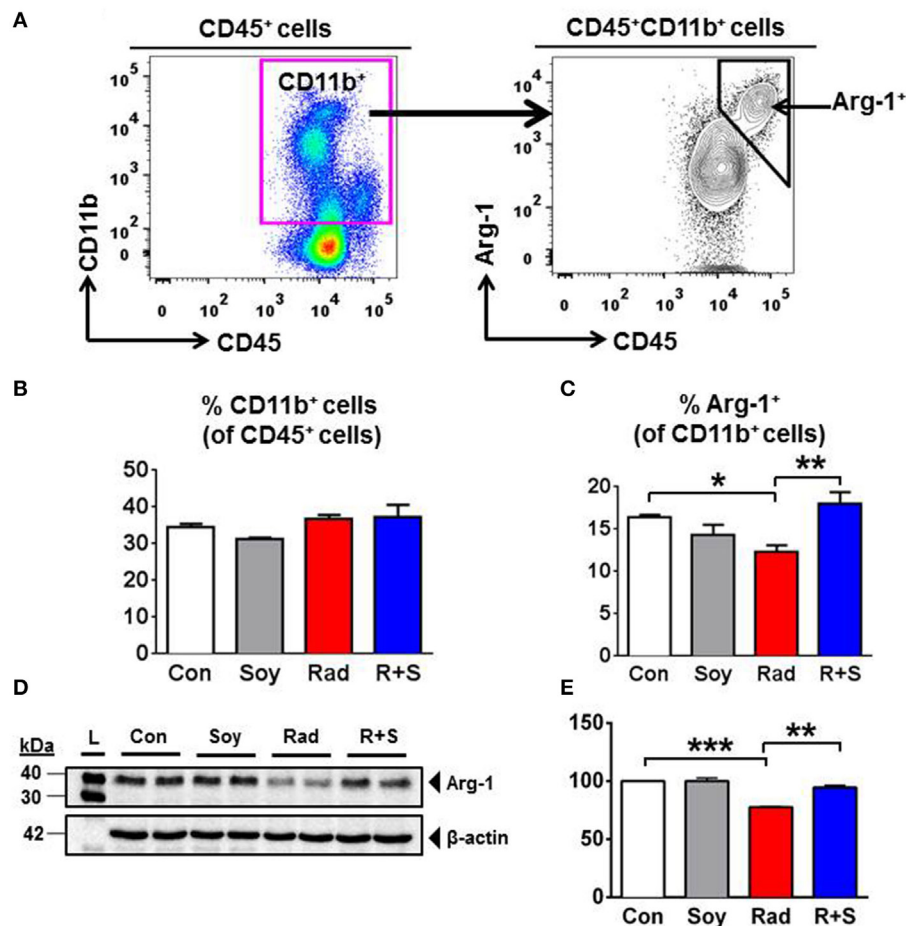 A
CD45⁺ cells
CD11b⁺
10⁵
10⁴
10³
10²
0
CD11b
0 10² 10³ 10⁴ 10⁵
CD45
CD45⁺CD11b⁺ cells
Arg-1⁺
10⁴
10³
10²
0
Arg-1
0 10² 10³ 10⁴ 10⁵
CD45
B
% CD11b⁺ cells
(of CD45⁺ cells)
50
40
30
20
10
0
Con Soy Rad R+S
C
% Arg-1⁺
(of CD11b⁺ cells)
* **
20
15
10
5
0
Con Soy Rad R+S
D
kDa L Con Soy Rad R+S
40
30
Arg-1
42
β-actin
E
150
*** **
100
50
0
Con Soy Rad R+S